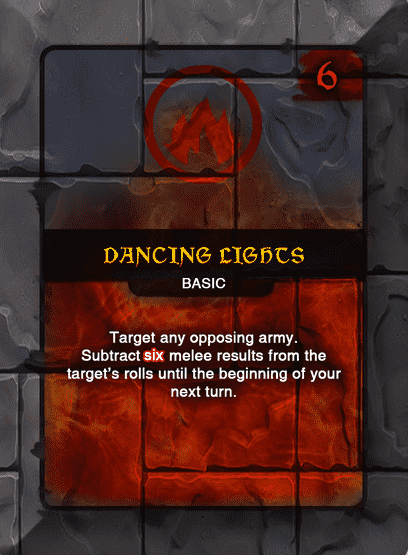 6
DANCING LIGHTS
BASIC
Target any opposing army.
Subtract six melee results from the
target's rolls until the beginning of your
next turn.